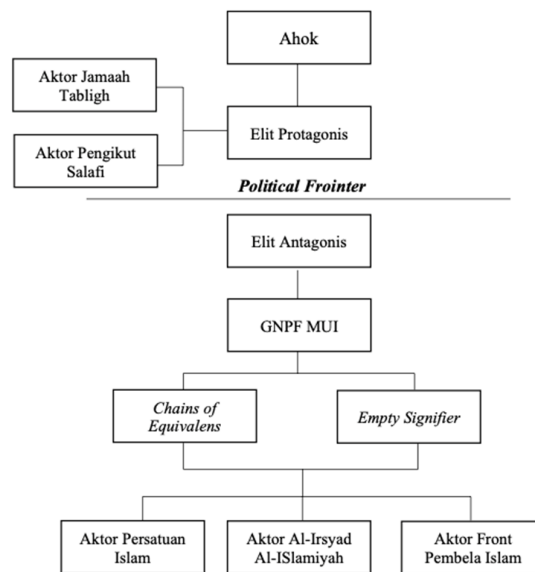 Ahok
Aktor Jamaah
Tabligh
Elit Protagonis
Aktor Pengikut
Salafi
Political Frointer
Elit Antagonis
GNPF MUI
Chains of
Equivalens
Empty Signifier
Aktor Persatuan
Islam
Aktor Al-Irsyad
Al-ISlamiyah
Aktor Front
Pembela Islam